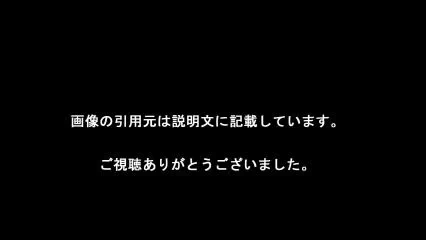 画像の引用元は説明文に記載しています。
ご視聴ありがとうございました。